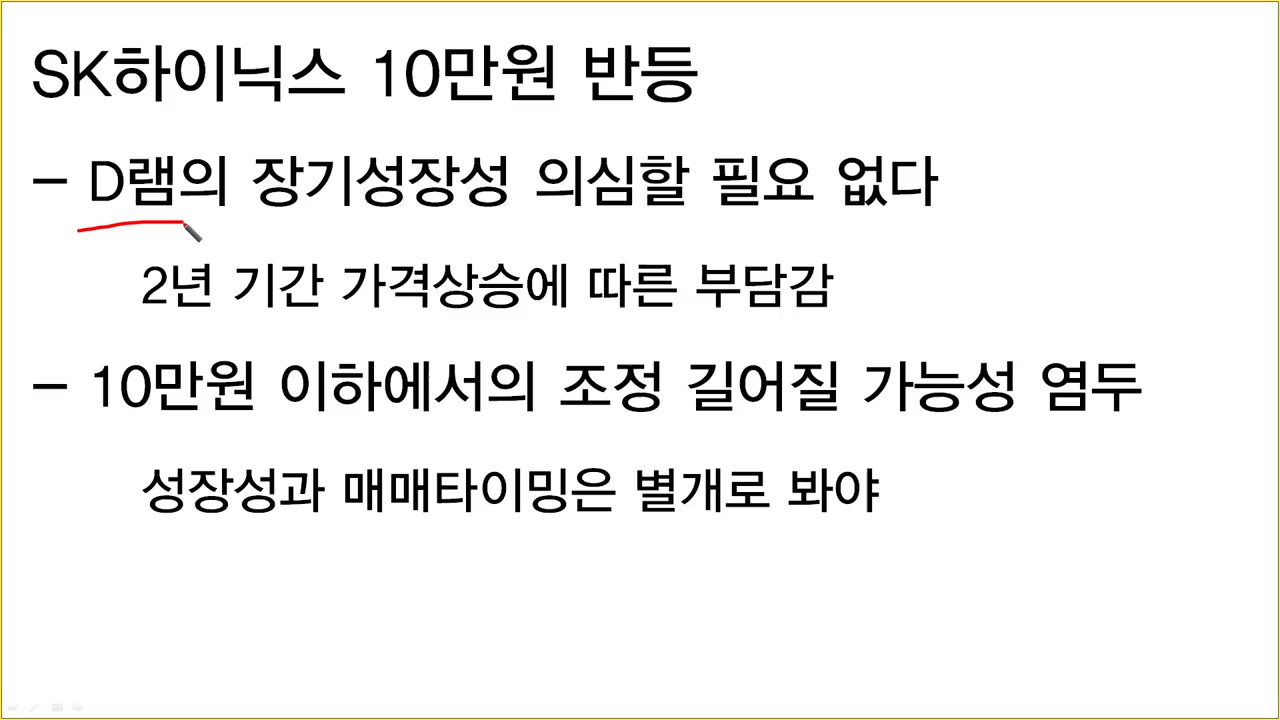 SK하이닉스 10만원 반등
- D램의 장기성장성 의심할 필요 없다
2년 기간 가격상승에 따른 부담감
- 10만원 이하에서의 조정 길어질 가능성 염두
성장성과 매매타이밍은 별개로 봐야